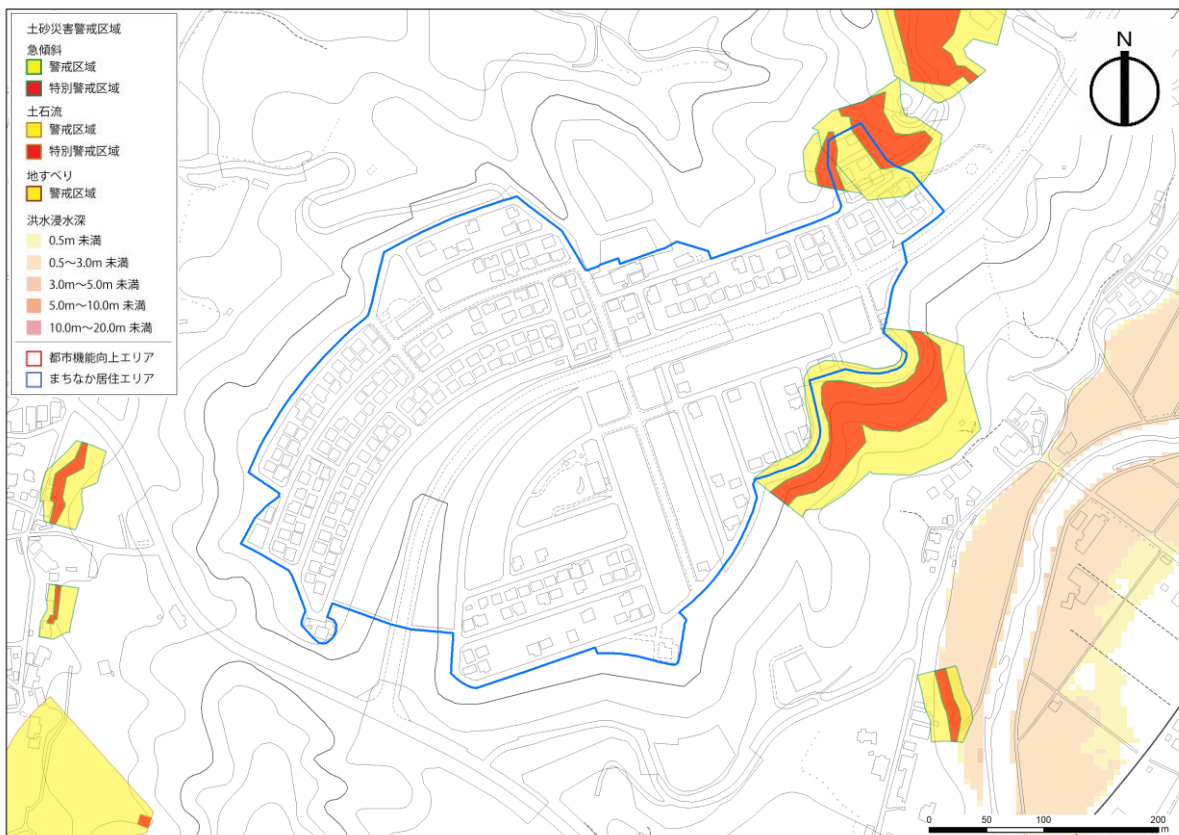 土砂災害警戒区域
急傾斜
警戒区域
特別警戒区域
土石流
警戒区域
特別警戒区域
地すべり
警戒区域
洪水浸水深
0.5m 未満
0.5～3.0m 未満
3.0m～5.0m 未満
5.0m～10.0m 未満
10.0m～20.0m 未満
都市機能向上エリア
まちなか居住エリア
N
0 50 100 200
m